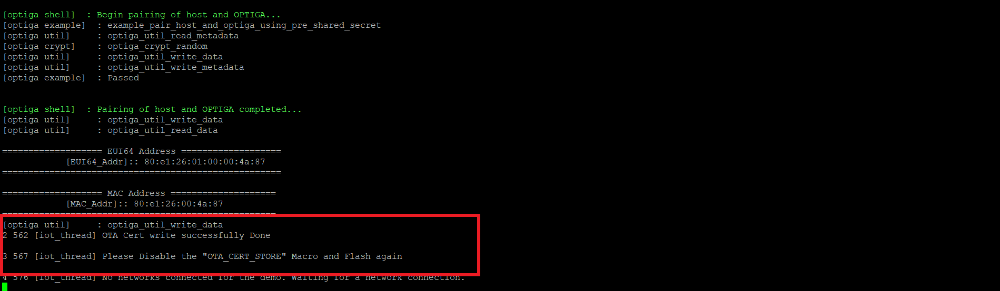 [optiga shell]  : Begin pairing of host and OPTIGA...
[optiga example]  : example_pair_host_and_optiga_using_pre_shared_secret
[optiga util]     : optiga_util_read_metadata
[optiga crypt]    : optiga_crypt_random
[optiga util]     : optiga_util_write_data
[optiga util]     : optiga_util_write_metadata
[optiga example]  : Passed
[optiga shell]  : Pairing of host and OPTIGA completed...
[optiga util]     : optiga_util_write_data
[optiga util]     : optiga_util_read_data
=================== EUI64 Address ===================
[EUI64_Addr]:: 80:e1:26:01:00:00:4a:87
=====================================================
=================== MAC Address ====================
[MAC_Addr]:: 80:e1:26:00:4a:87
====================================================
[optiga util]     : optiga_util_write_data
2 562 [iot_thread] OTA Cert write successfully Done
3 567 [iot_thread] Please Disable the "OTA_CERT_STORE" Macro and Flash again
4 576 [iot_thread] No networks connected for the demo. Waiting for a network connection.